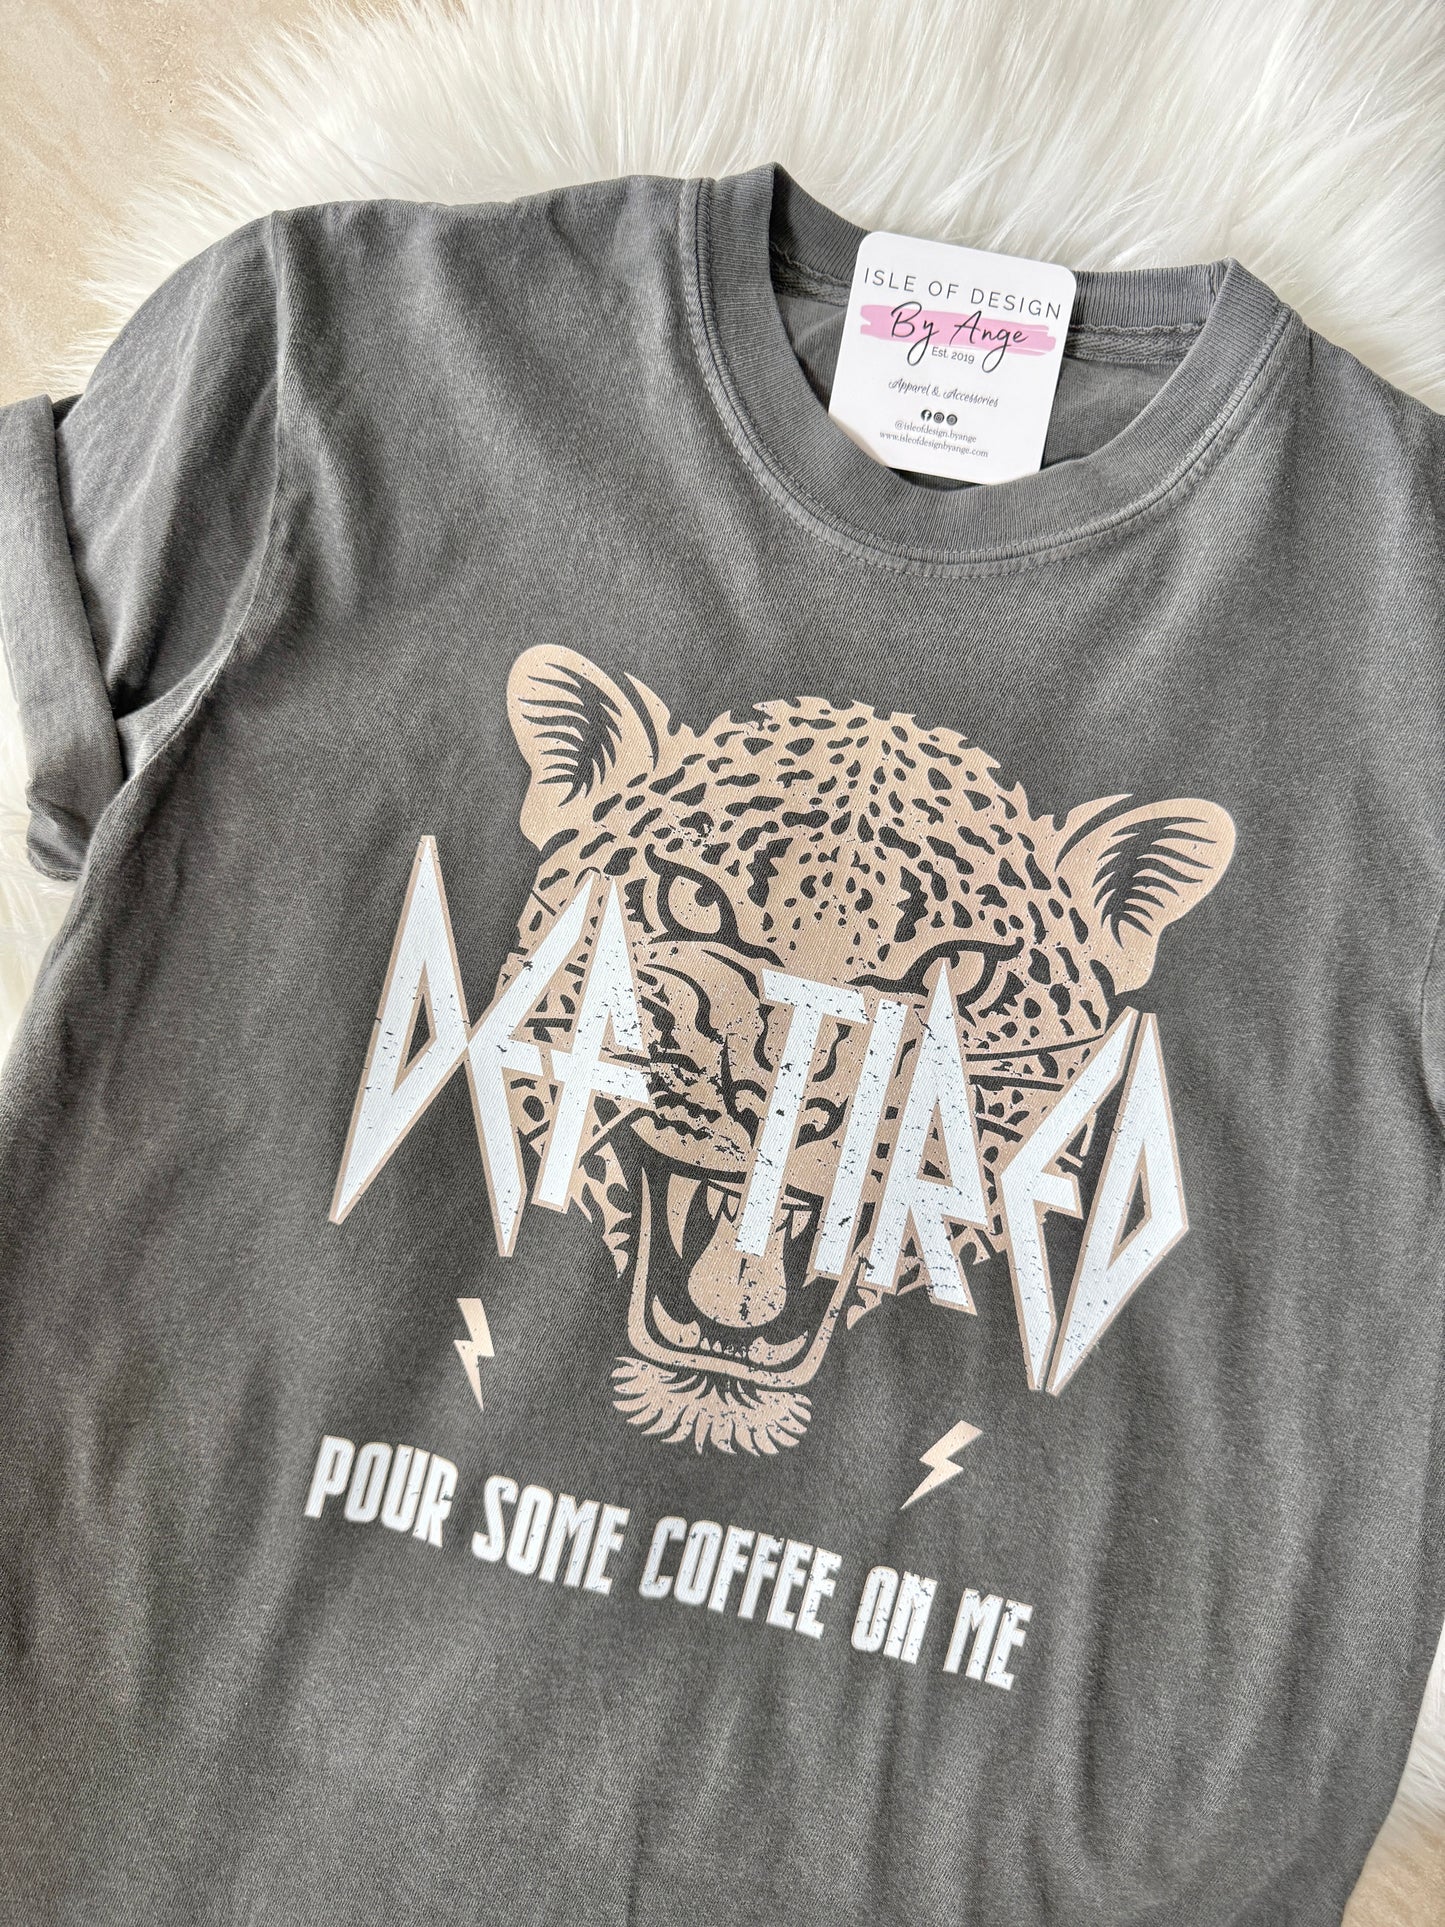 ISLE OF DESIGN
By Ange
Est. 2019
Apparel & Accessories
@isleofdesign.byange
www.isleofdesignbyange.com
DEF TIRED
POUR SOME COFFEE ON ME